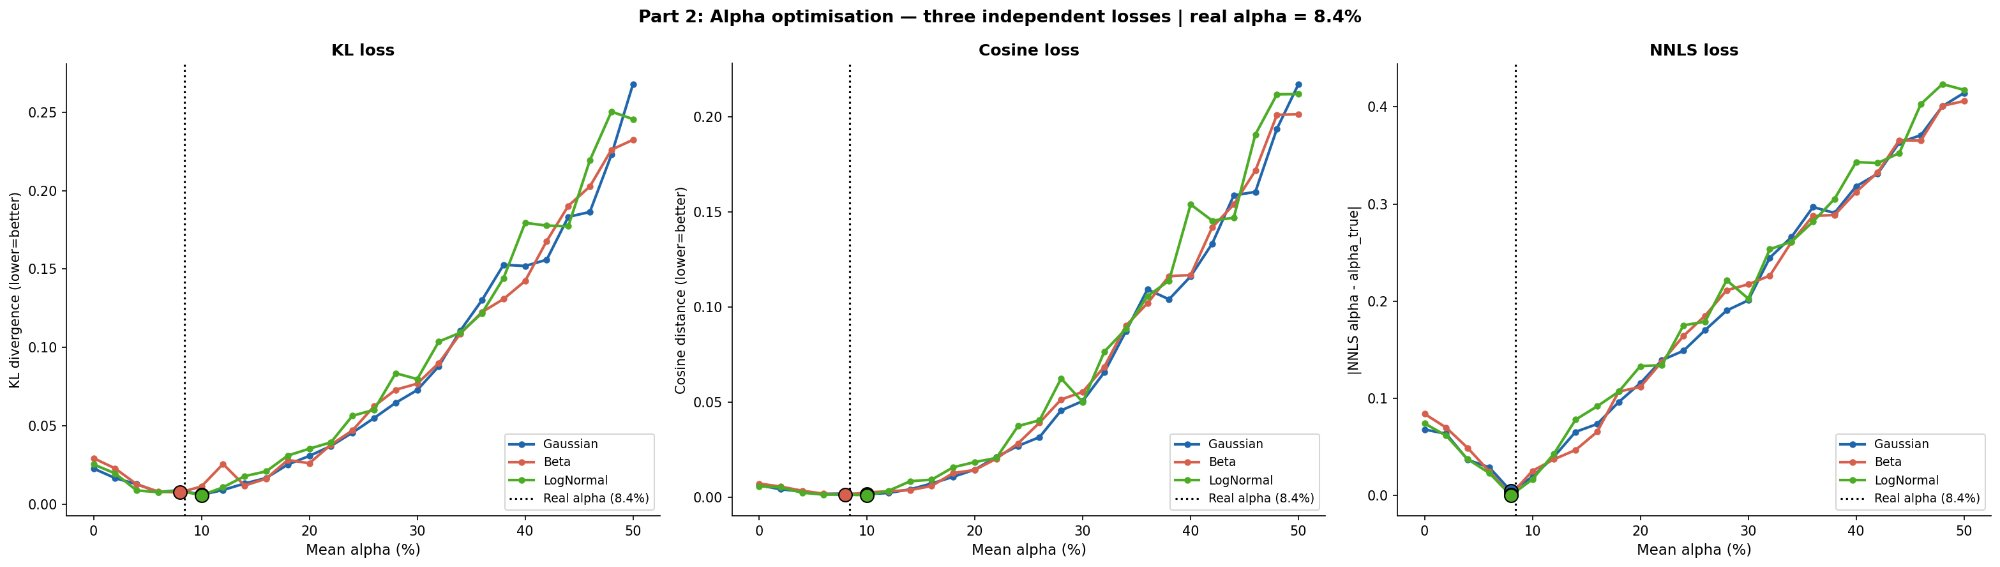 Part 2: Alpha optimisation — three independent losses | real alpha = 8.4%
KL loss
KL divergence (lower=better)
0.25
0.20
0.15
0.10
0.05
0.00
0
10
20
30
40
50
Mean alpha (%)
Gaussian
Beta
LogNormal
Real alpha (8.4%)
Cosine loss
Cosine distance (lower=better)
0.20
0.15
0.10
0.05
0.00
0
10
20
30
40
50
Mean alpha (%)
Gaussian
Beta
LogNormal
Real alpha (8.4%)
NNLS loss
|NNLS alpha - alpha_true|
0.4
0.3
0.2
0.1
0.0
0
10
20
30
40
50
Mean alpha (%)
Gaussian
Beta
LogNormal
Real alpha (8.4%)